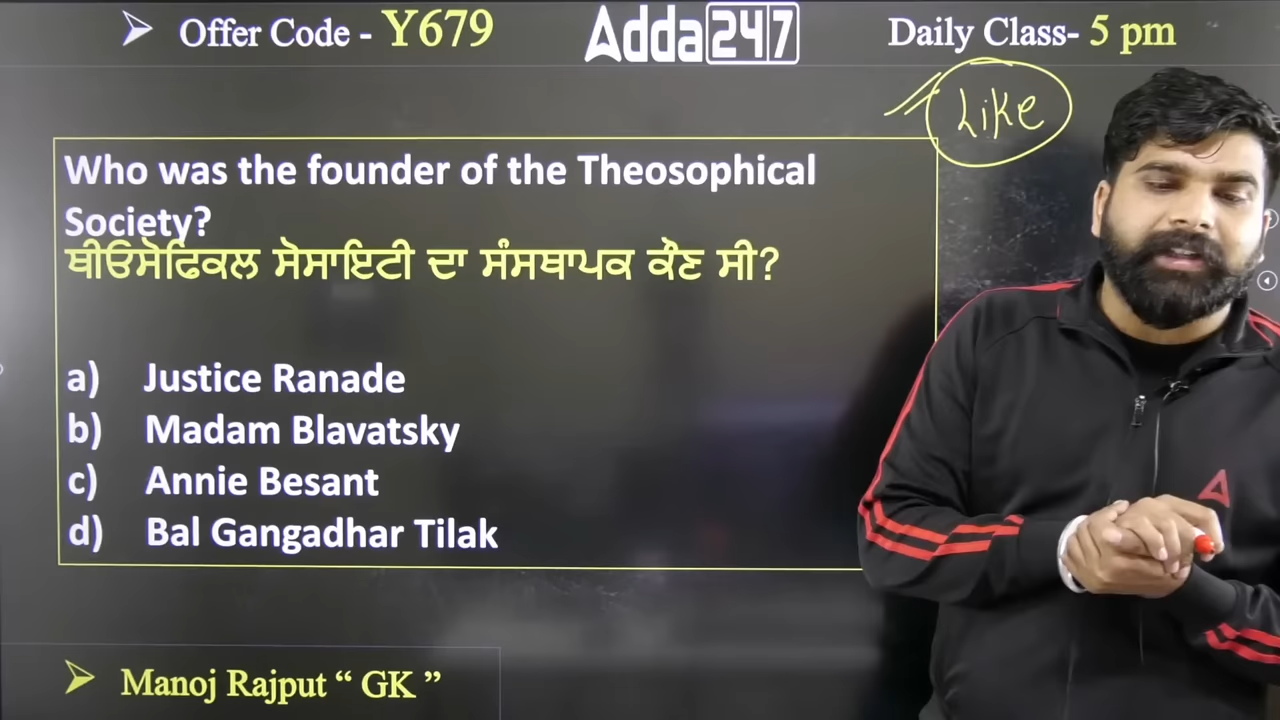 Offer Code - Y679
Adda247
Daily Class- 5 pm
Like
Who was the founder of the Theosophical
Society?
ਥੀਓਸੋਫਿਕਲ ਸੋਸਾਇਟੀ ਦਾ ਸੰਸਥਾਪਕ ਕੌਣ ਸੀ?
a) Justice Ranade
b) Madam Blavatsky
c) Annie Besant
d) Bal Gangadhar Tilak
Manoj Rajput “ GK ”